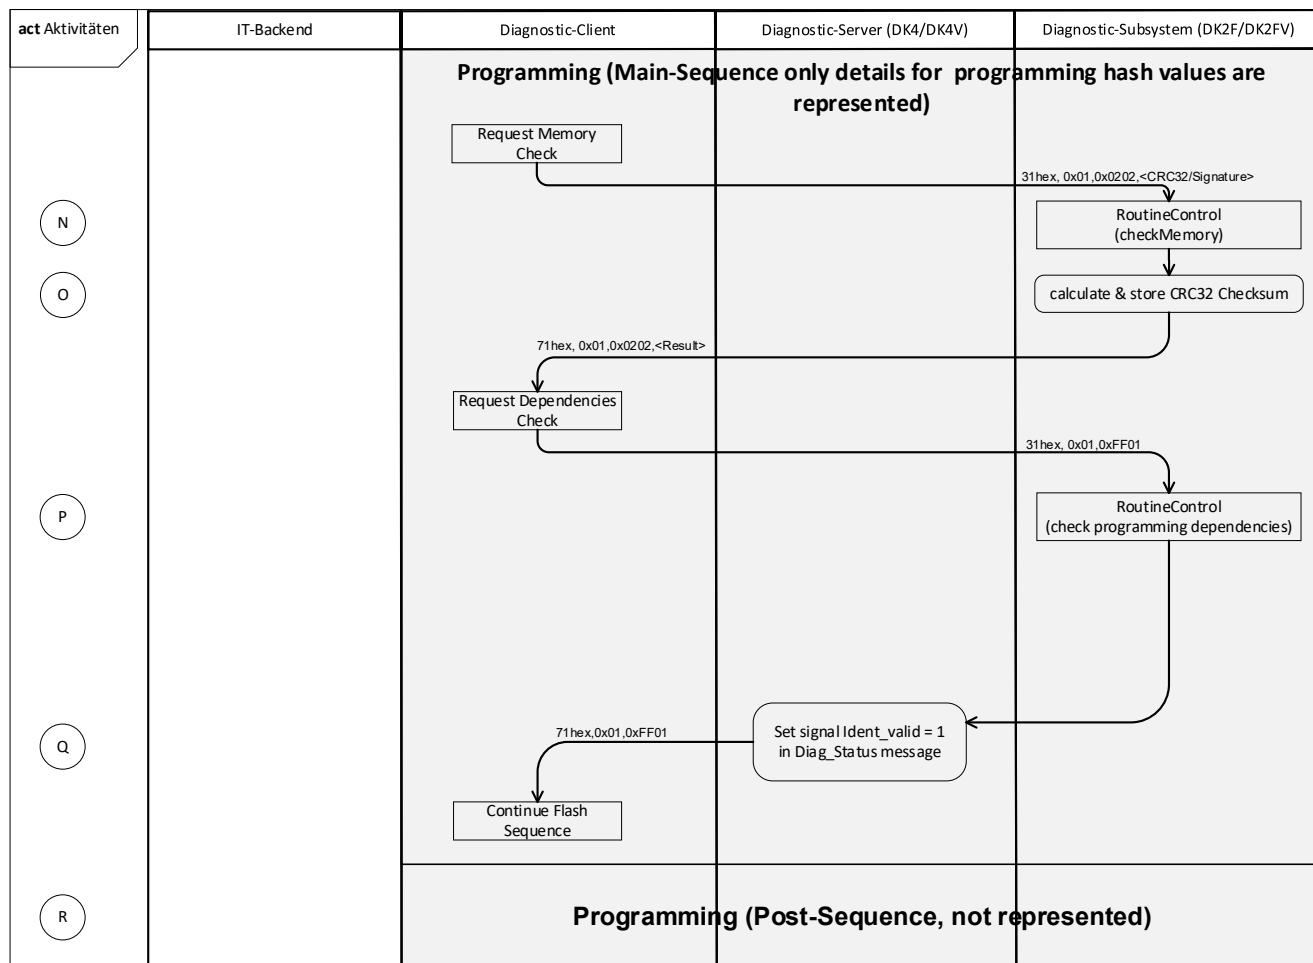 act Aktivitäten
IT-Backend
Diagnostic-Client
Diagnostic-Server (DK4/DK4V)
Diagnostic-Subsystem (DK2F/DK2FV)
Programming (Main-Sequence only details for programming hash values are
represented)
Request Memory
Check
31hex, 0x01,0x0202,<CRC32/Signature>
N
RoutineControl
(checkMemory)
O
calculate & store CRC32 Checksum
71hex, 0x01,0x0202,<Result>
Request Dependencies
Check
31hex, 0x01,0xFF01
P
RoutineControl
(check programming dependencies)
Q
71hex,0x01,0xFF01
Set signal Ident_valid = 1
in Diag_Status message
Continue Flash
Sequence
R
Programming (Post-Sequence, not represented)